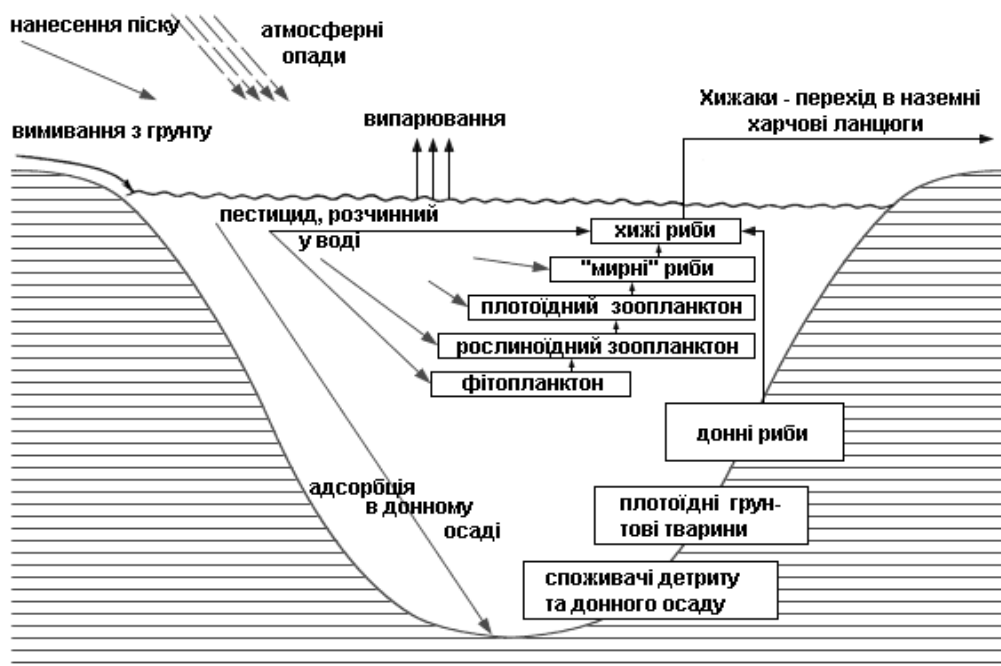 нанесення піску
атмосферні
опади
Хижаки - перехід в наземні
харчові ланцюги
вимивання з грунту
випарювання
пестицид, розчинний
у воді
хижі риби
"мирні" риби
плотоїдний зоопланктон
рослиноїдний зоопланктон
фітопланктон
донні риби
адсорбція
в донному
осаді
плотоїдні грун-
тові тварини
споживачі детриту
та донного осаду